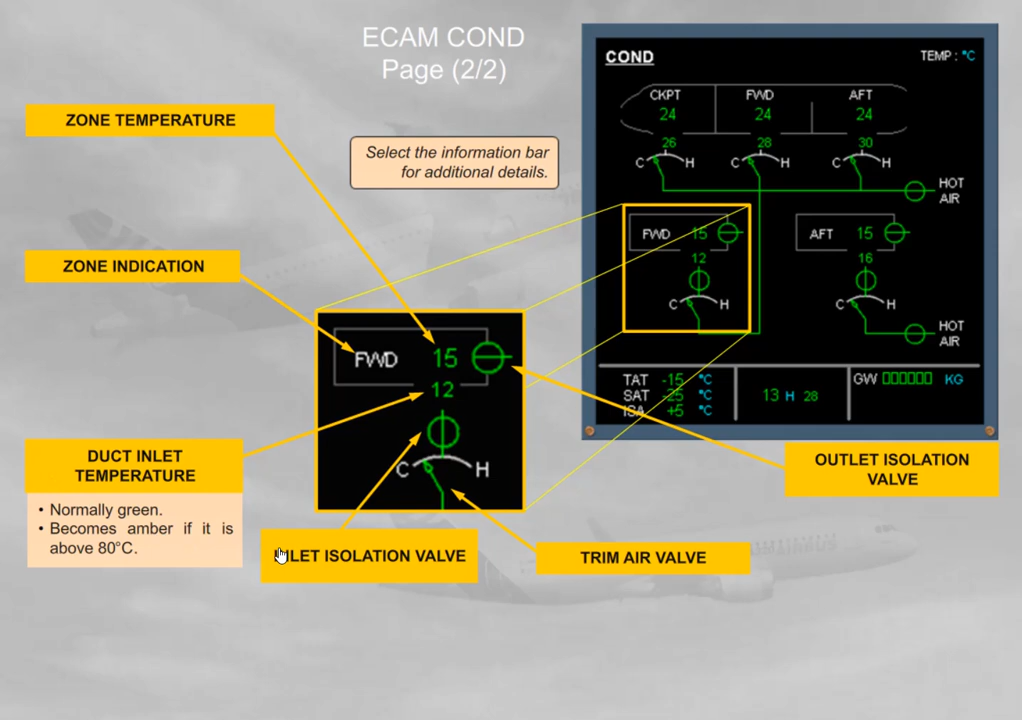 ECAM COND
Page (2/2)
ZONE TEMPERATURE
Select the information bar
for additional details.
ZONE INDICATION
FWD 15
12
C H
DUCT INLET
TEMPERATURE
• Normally green.
• Becomes amber if it is
above 80°C.
INLET ISOLATION VALVE
TRIM AIR VALVE
OUTLET ISOLATION
VALVE
COND TEMP : °C
CKPT FWD AFT
24 24 24
26 28 30
C H C H C H
HOT
AIR
FWD 15 AFT 15
12 16
C H C H
HOT
AIR
TAT -15 °C
SAT -25 °C
ISA +5 °C
13 H 28
GW KG